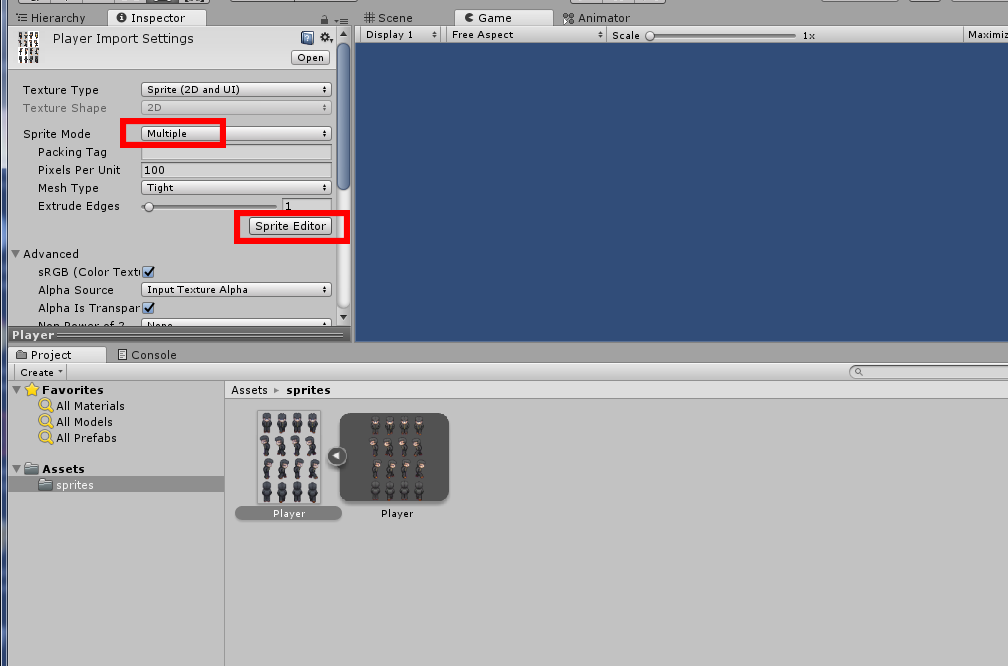 Hierarchy
Inspector
Scene
Game
Animator
Player Import Settings
Open
Display 1
Free Aspect
Scale
1x
Maximiz
Texture Type
Sprite (2D and UI)
Texture Shape
2D
Sprite Mode
Multiple
Packing Tag
Pixels Per Unit
100
Mesh Type
Tight
Extrude Edges
1
Sprite Editor
Advanced
sRGB (Color Text
Alpha Source
Input Texture Alpha
Alpha Is Transpar
Non Power of 2
None
Player
Project
Console
Create
Favorites
All Materials
All Models
All Prefabs
Assets
sprites
Assets
sprites
Player
Player